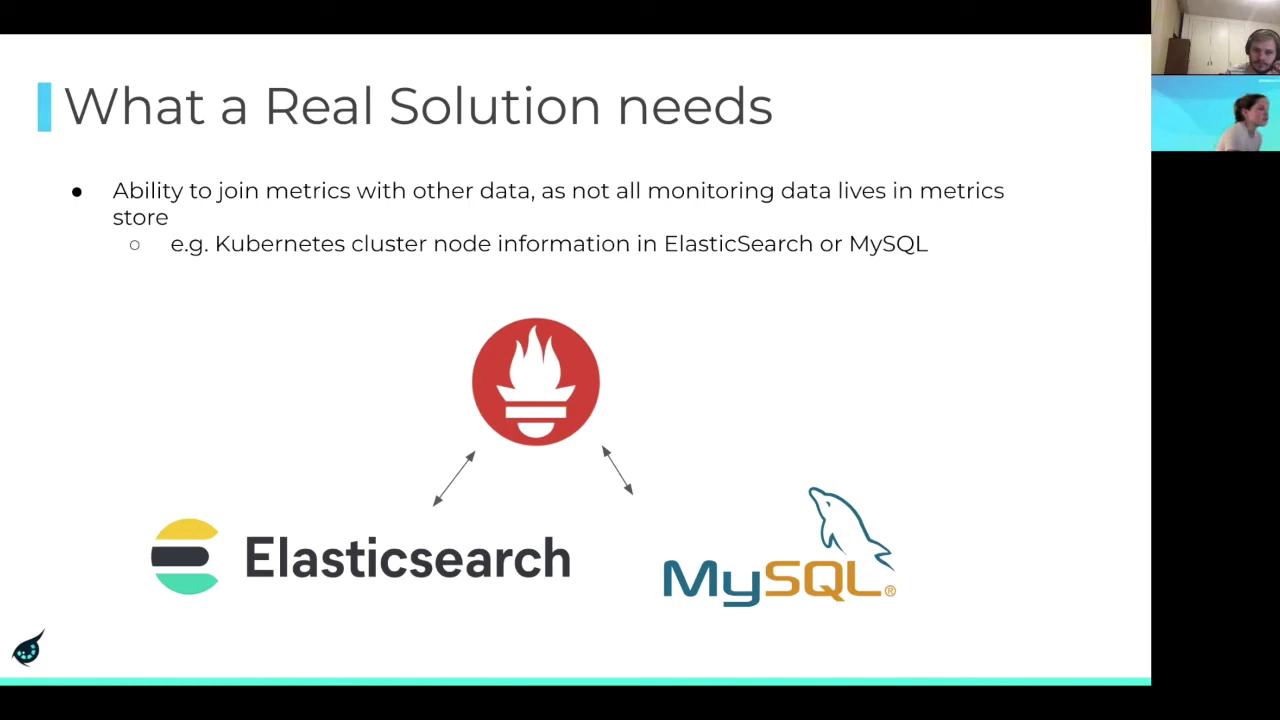 What a Real Solution needs
● Ability to join metrics with other data, as not all monitoring data lives in metrics
store
○ e.g. Kubernetes cluster node information in ElasticSearch or MySQL
Elasticsearch
MySQL®